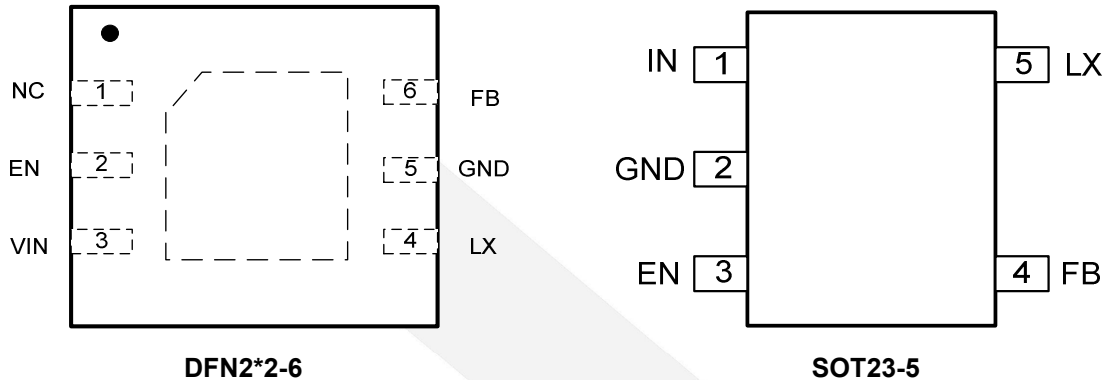 NC 1 6 FB
EN 2 5 GND
VIN 3 4 LX
DFN2*2-6
IN 1 5 LX
GND 2
EN 3 4 FB
SOT23-5